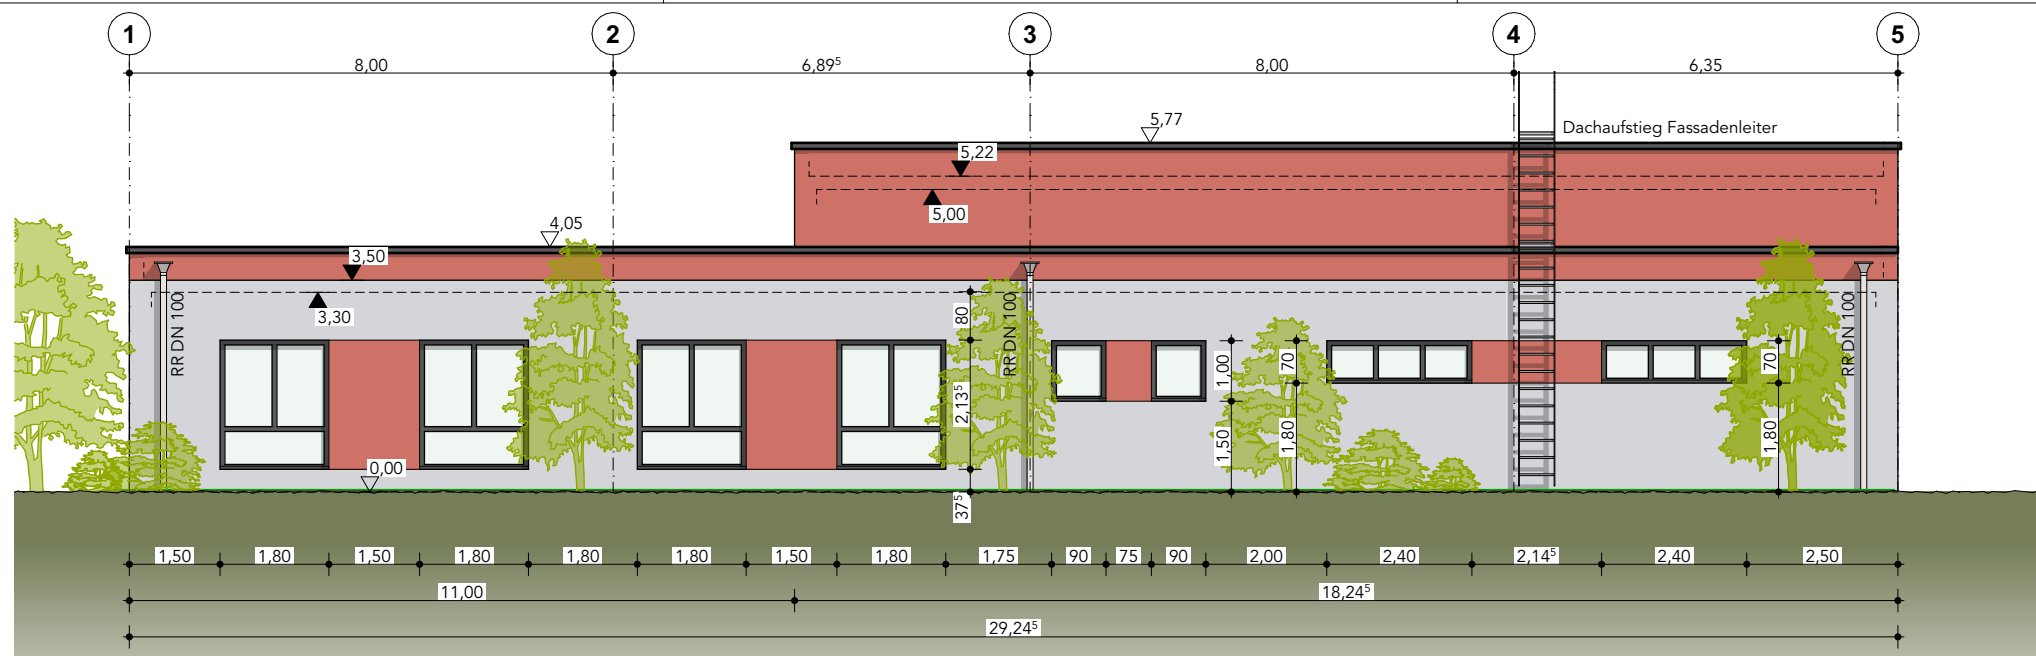 1 2 3 4 5
8,00 6,89⁵ 8,00 6,35
5,77
Dachaufstieg Fassadenleiter
5,22
5,00
4,05
3,50
3,30
RR DN 100
RR DN 100
RR DN 100
80
2,13⁵
37⁵
1,00
1,50
70
1,80
70
1,80
0,00
1,50 1,80 1,50 1,80 1,80 1,80 1,50 1,80 1,75 90 75 90 2,00 2,40 2,14⁵ 2,40 2,50
11,00 18,24⁵
29,24⁵